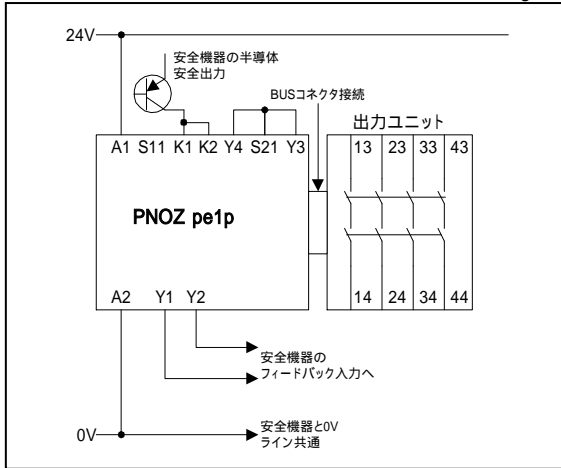 24V
安全機器の半導体
安全出力
BUSコネクタ接続
出力ユニット
A1 S11 K1 K2 Y4 S21 Y3
13 23 33 43
PNOZ pe1p
A2 Y1 Y2
14 24 34 44
安全機器の
フィードバック入力へ
0V
安全機器と0V
ライン共通